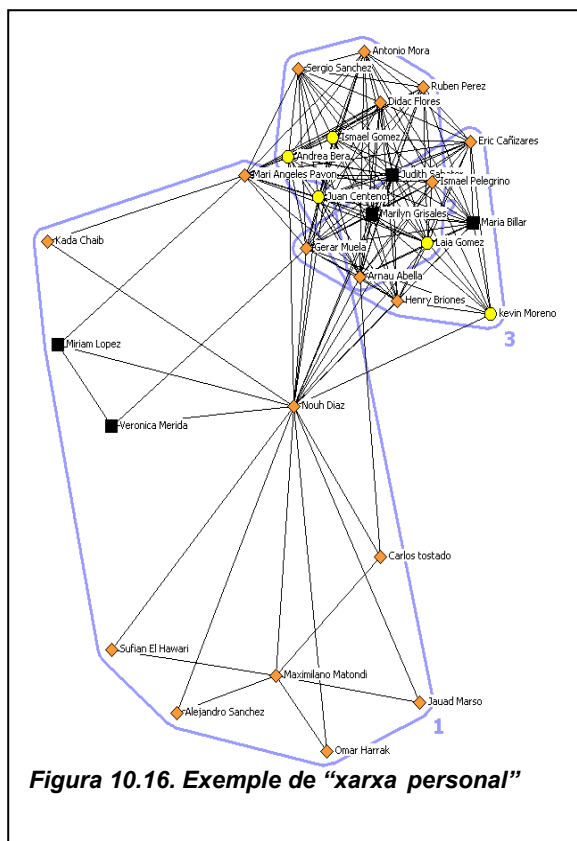 Antonio Mora
Sergio Sanchez
Ruben Perez
Didac Flores
Ismael Gomez
Eric Cañizares
Andrea Bera
Mari Angeles Pavon
Judith Sabater
Ismael Pelegrino
Juan Centeno
Marilyn Grisales
Maria Billar
Gerar Muela
Laia Gomez
Kada Chaib
Arnau Abella
Henry Briones
kevin Moreno
3
Miriam Lopez
Nouh Diaz
Veronica Merida
Carlos tostado
Sufian El Hawari
Maximilano Matondi
Jauad Marso
Alejandro Sanchez
1
Omar Harrak
Figura 10.16. Exemple de “xarxa personal”